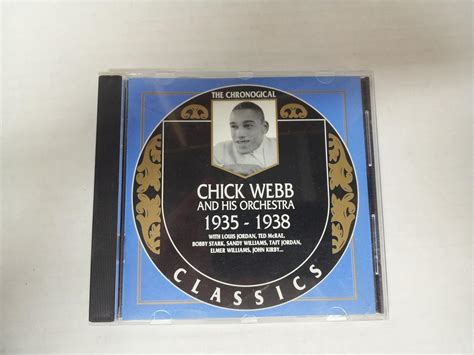 THE CHRONOGICAL
CHICK WEBB
AND HIS ORCHESTRA
1935 - 1938
WITH LOUIS JORDAN, TED McRAE,
BOBBY STARK, SANDY WILLIAMS, TAFT JORDAN,
ELMER WILLIAMS, JOHN KIRBY...
CLASSICS